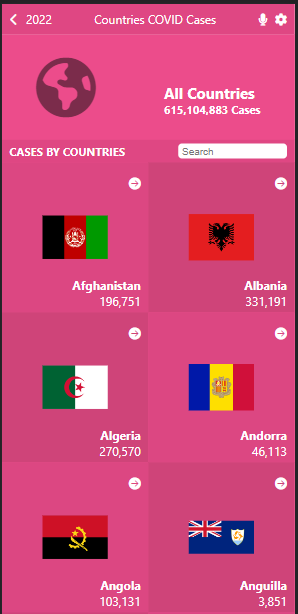 2022 Countries COVID Cases
All Countries
615,104,883 Cases
CASES BY COUNTRIES Search
Afghanistan
196,751
Albania
331,191
Algeria
270,570
Andorra
46,113
Angola
103,131
Anguilla
3,851